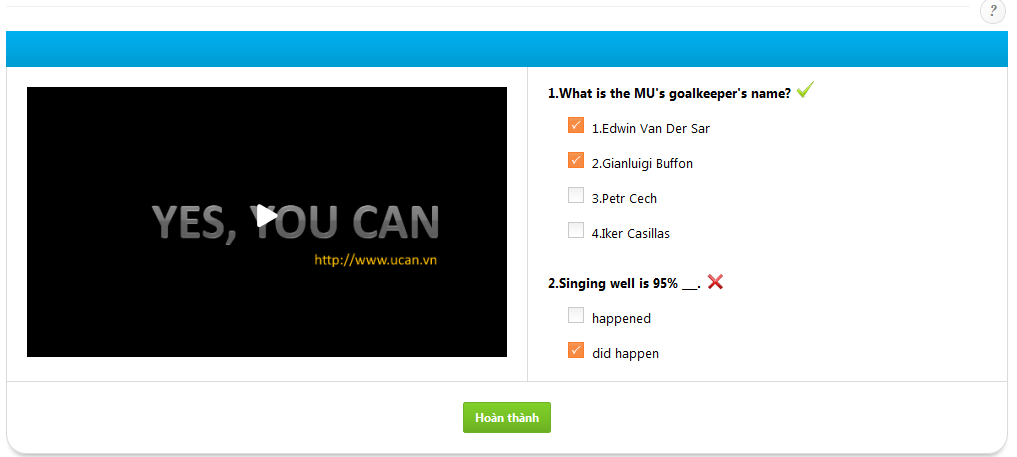 ?
YES, YOU CAN
http://www.ucan.vn
1.What is the MU's goalkeeper's name?
1.Edwin Van Der Sar
2.Gianluigi Buffon
3.Petr Cech
4.Iker Casillas
2.Singing well is 95% ___.
happened
did happen
Hoàn thành